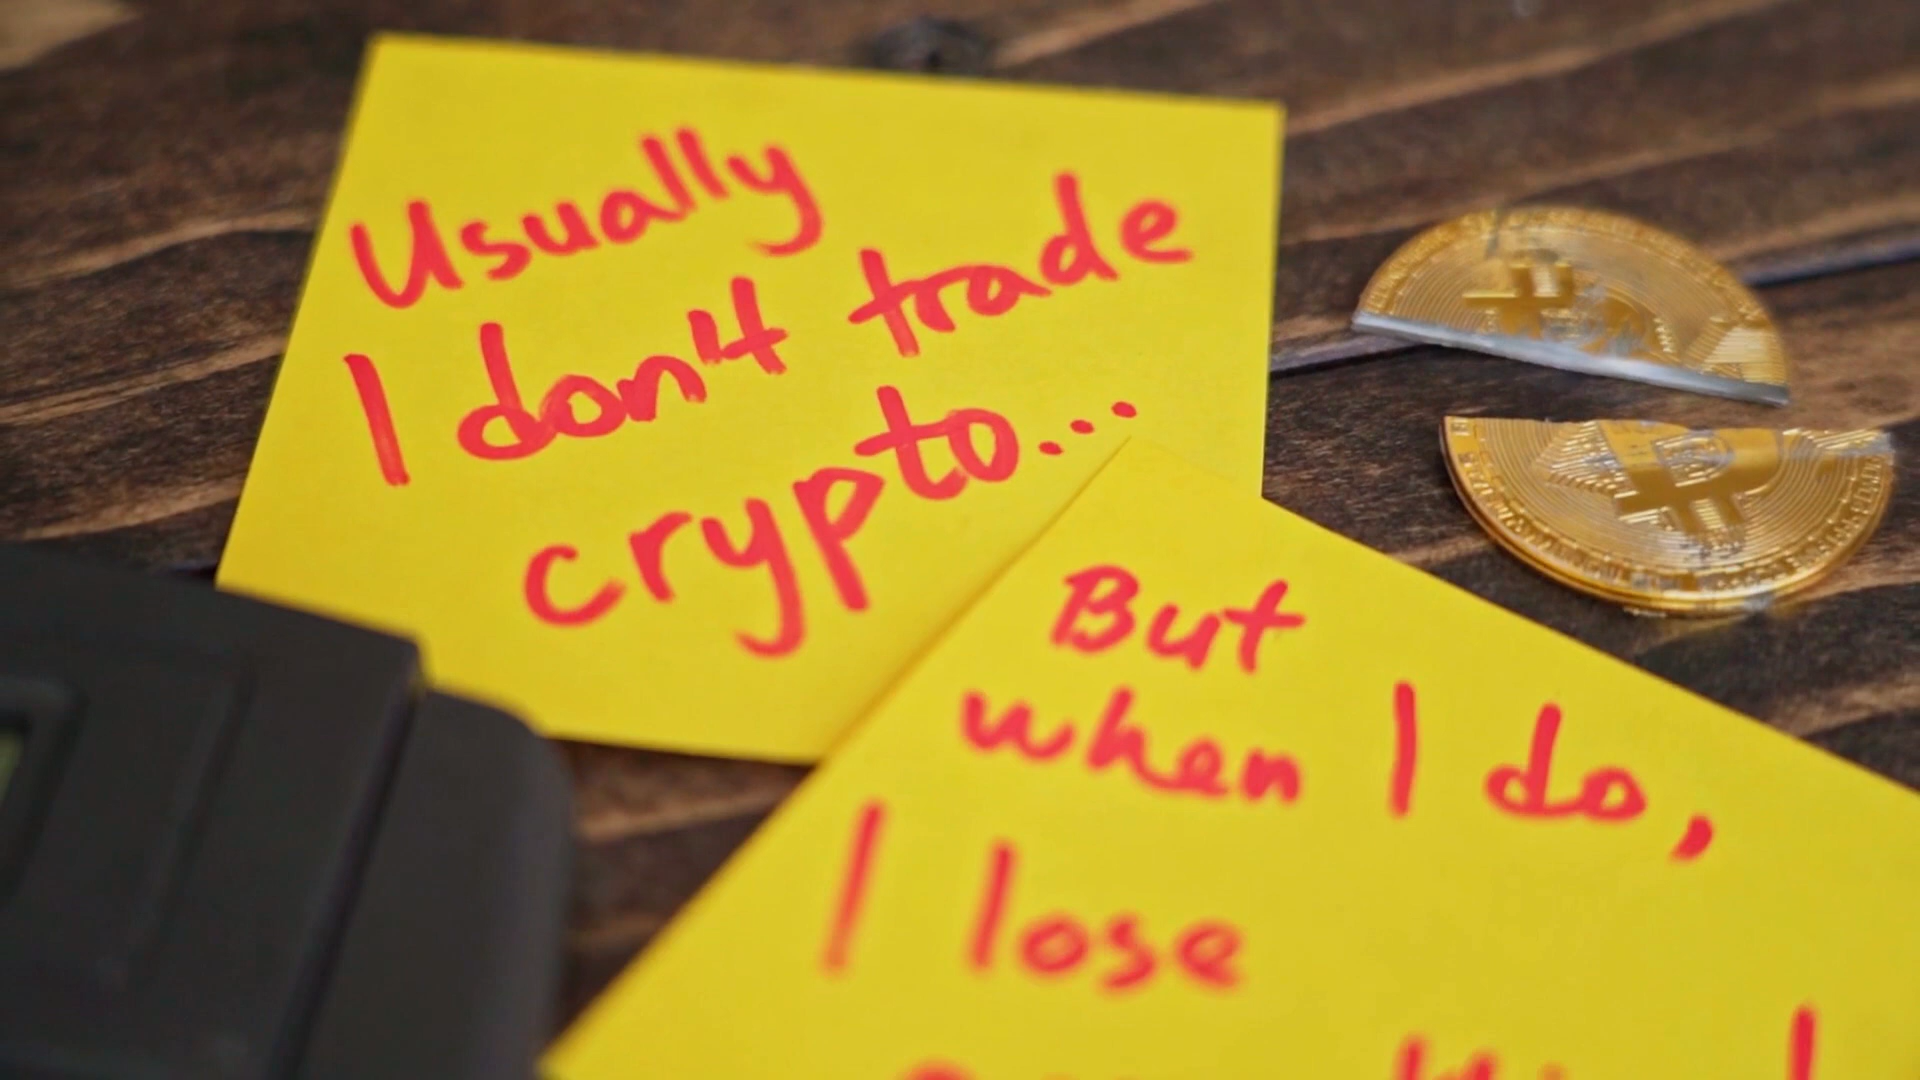 Usually
I don't trade
crypto...
But
when I do,
I lose